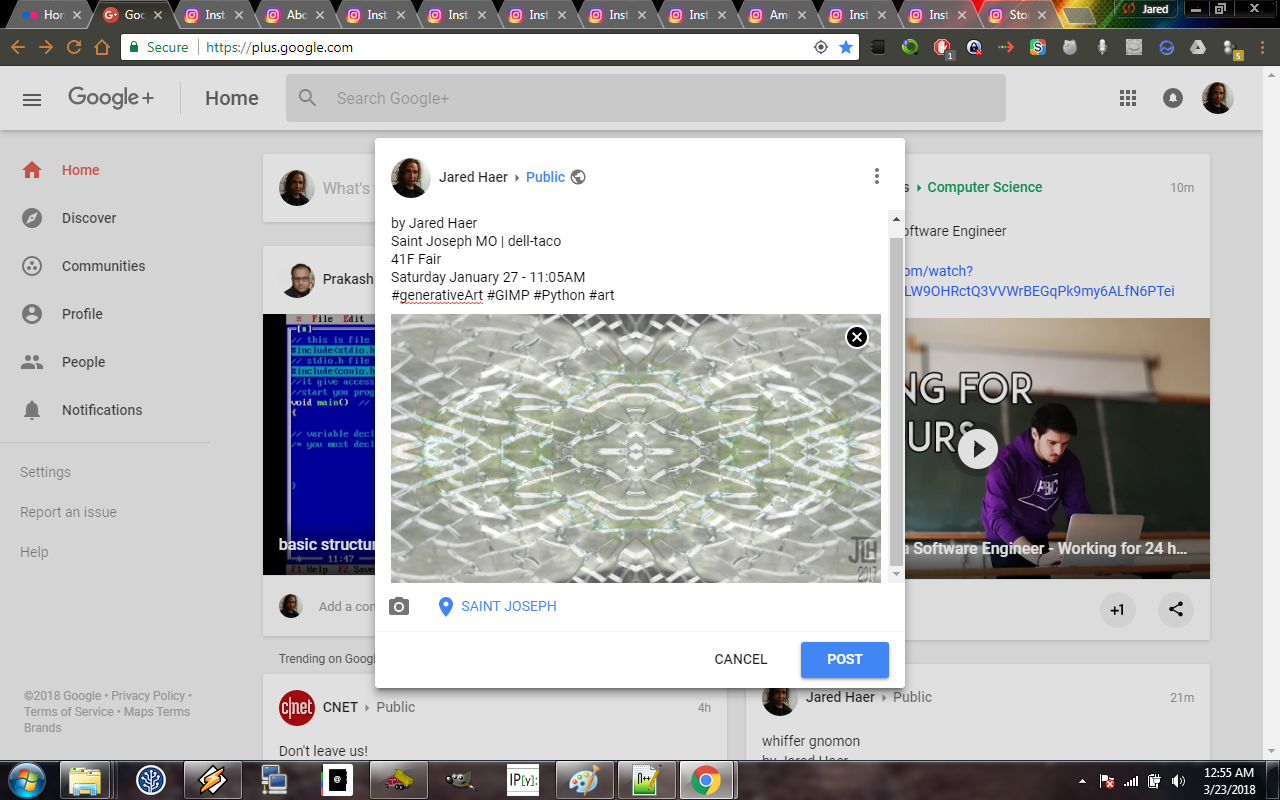 Hor
Goo
Inst
Abo
Inst
Inst
Inst
Inst
Inst
Am
Inst
Inst
Sto
Jared
Secure
https://plus.google.com
1
5
Google+
Home
Search Google+
Home
Discover
Communities
Profile
People
Notifications
Settings
Report an issue
Help
©2018 Google • Privacy Policy •
Terms of Service • Maps Terms
Brands
What's
Prakash
File Edit
// this is file
#include<stdio.h
// stdio.h file
#include<conio.h
//it give access
//start you prog
void main() //
{
// variable decl
/* you must decl
}
11:47
F1 Help F2 Save
basic structur
Add a com
Trending on Googl
CNET
c|net
Public
4h
Don't leave us!
Jared Haer
Public
by Jared Haer
Saint Joseph MO | dell-taco
41F Fair
Saturday January 27 - 11:05AM
#generativeArt #GIMP #Python #art
JLH
2017
SAINT JOSEPH
CANCEL
POST
s
Computer Science
10m
oftware Engineer
om/watch?
LW9OHRctQ3VVWrBEGqPk9my6ALfN6PTei
NG FOR
URS
a Software Engineer - Working for 24 h...
+1
Jared Haer
Public
21m
whiffer gnomon
by Jared Haer
IP[y]:
N++
12:55 AM
3/23/2018